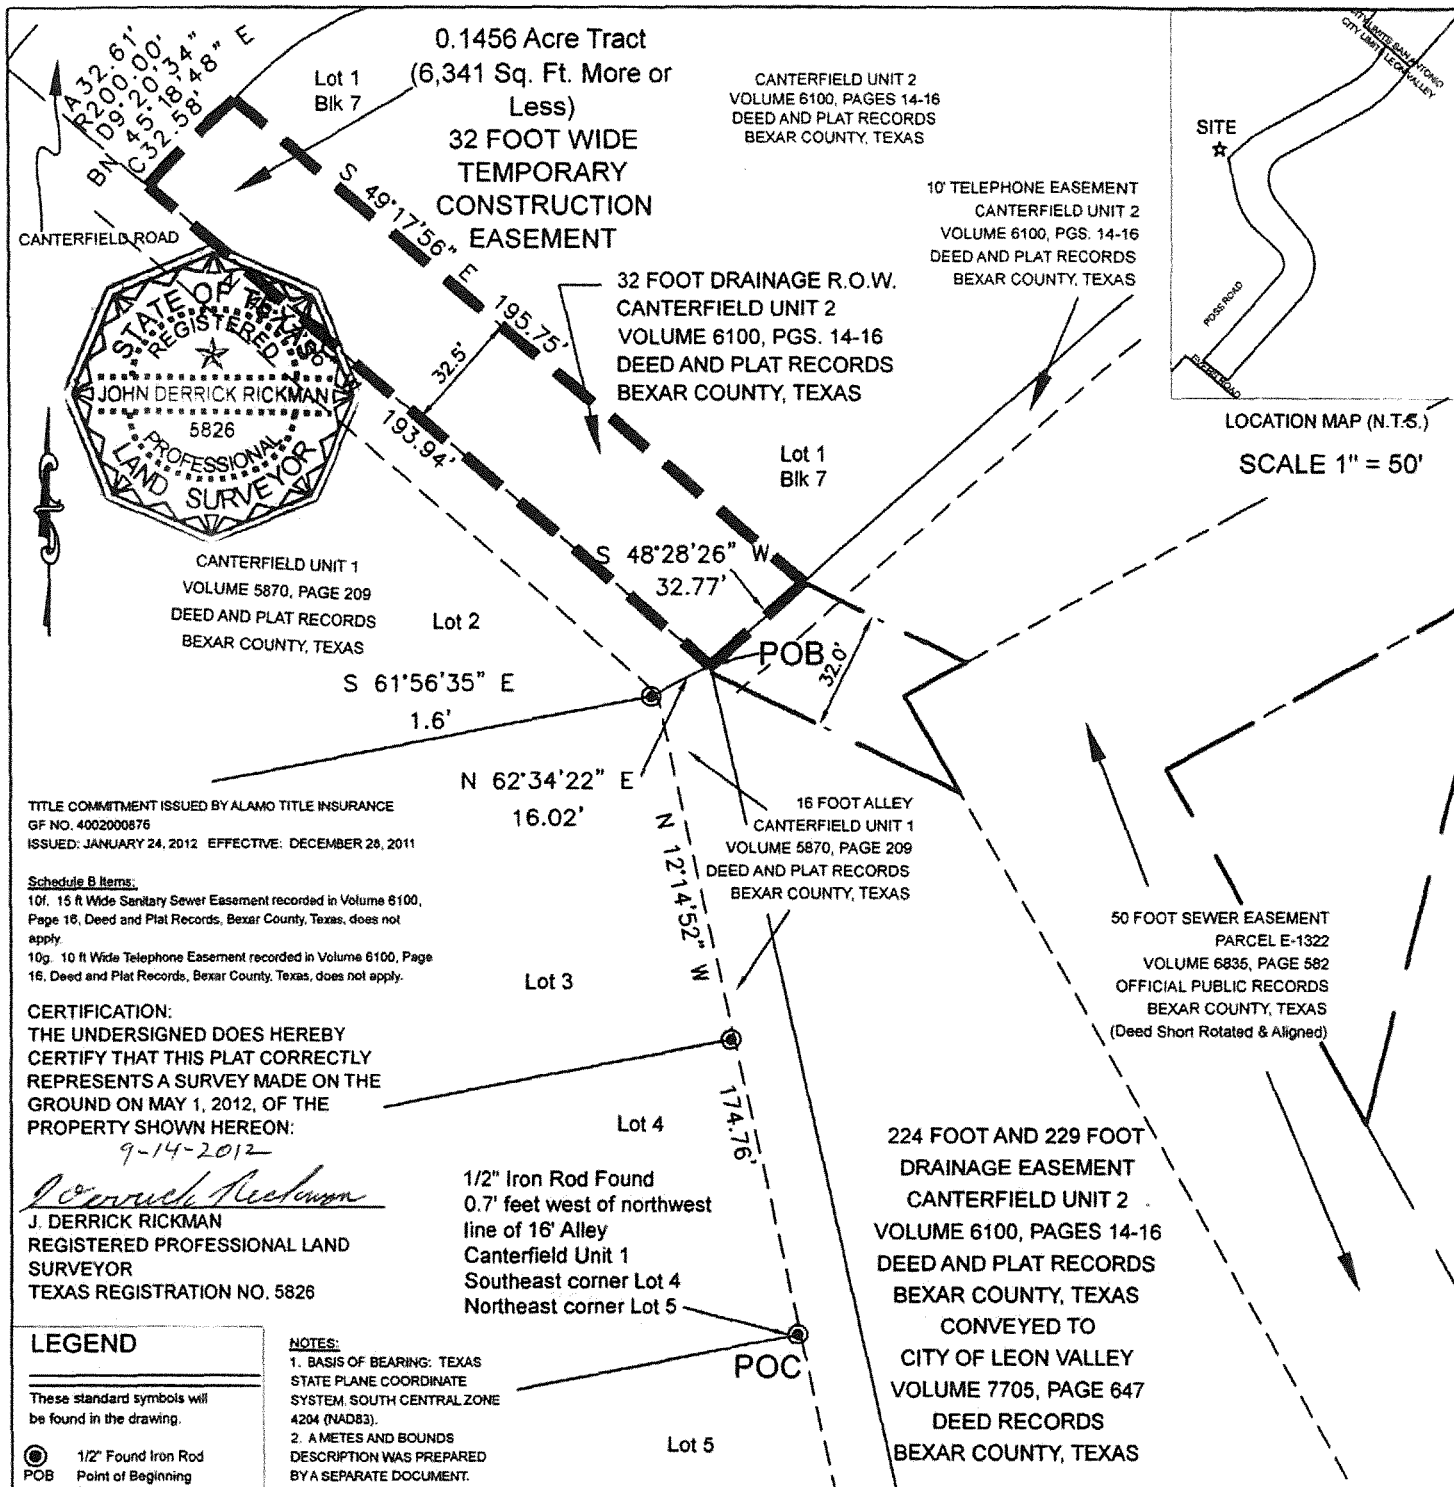 A 32.61'
R200.00'
D9°20'34"
BN 45°18'48" E
C32.58'
Lot 1
Blk 7
0.1456 Acre Tract
(6,341 Sq. Ft. More or
Less)
32 FOOT WIDE
TEMPORARY
CONSTRUCTION
EASEMENT
CANTERFIELD UNIT 2
VOLUME 6100, PAGES 14-16
DEED AND PLAT RECORDS
BEXAR COUNTY, TEXAS
CITY LIMITS SAN ANTONIO
CITY LIMIT LEON VALLEY
SITE
POSS ROAD
EVERS ROAD
LOCATION MAP (N.T.S.)
SCALE 1" = 50'
10' TELEPHONE EASEMENT
CANTERFIELD UNIT 2
VOLUME 6100, PGS. 14-16
DEED AND PLAT RECORDS
BEXAR COUNTY, TEXAS
CANTERFIELD ROAD
S 49°17'56" E
195.75'
32.5'
193.94'
32 FOOT DRAINAGE R.O.W.
CANTERFIELD UNIT 2
VOLUME 6100, PGS. 14-16
DEED AND PLAT RECORDS
BEXAR COUNTY, TEXAS
STATE OF TEXAS
REGISTERED
JOHN DERRICK RICKMAN
5826
PROFESSIONAL
LAND SURVEYOR
Lot 1
Blk 7
S 48°28'26" W
32.77'
CANTERFIELD UNIT 1
VOLUME 5870, PAGE 209
DEED AND PLAT RECORDS
BEXAR COUNTY, TEXAS
Lot 2
POB
32.0'
S 61°56'35" E
1.6'
N 62°34'22" E
16.02'
16 FOOT ALLEY
CANTERFIELD UNIT 1
VOLUME 5870, PAGE 209
DEED AND PLAT RECORDS
BEXAR COUNTY, TEXAS
N 12°14'52" W
174.76'
TITLE COMMITMENT ISSUED BY ALAMO TITLE INSURANCE
GF NO. 4002000876
ISSUED: JANUARY 24, 2012 EFFECTIVE: DECEMBER 28, 2011
Schedule B Items:
10f. 15 ft Wide Sanitary Sewer Easement recorded in Volume 6100,
Page 16, Deed and Plat Records, Bexar County, Texas, does not
apply.
10g. 10 ft Wide Telephone Easement recorded in Volume 6100, Page
16, Deed and Plat Records, Bexar County, Texas, does not apply.
Lot 3
50 FOOT SEWER EASEMENT
PARCEL E-1322
VOLUME 6835, PAGE 582
OFFICIAL PUBLIC RECORDS
BEXAR COUNTY, TEXAS
(Deed Short Rotated & Aligned)
CERTIFICATION:
THE UNDERSIGNED DOES HEREBY
CERTIFY THAT THIS PLAT CORRECTLY
REPRESENTS A SURVEY MADE ON THE
GROUND ON MAY 1, 2012, OF THE
PROPERTY SHOWN HEREON:
9-14-2012
J Derrick Rickman
J. DERRICK RICKMAN
REGISTERED PROFESSIONAL LAND
SURVEYOR
TEXAS REGISTRATION NO. 5826
Lot 4
1/2" Iron Rod Found
0.7' feet west of northwest
line of 16' Alley
Canterfield Unit 1
Southeast corner Lot 4
Northeast corner Lot 5
POC
224 FOOT AND 229 FOOT
DRAINAGE EASEMENT
CANTERFIELD UNIT 2
VOLUME 6100, PAGES 14-16
DEED AND PLAT RECORDS
BEXAR COUNTY, TEXAS
CONVEYED TO
CITY OF LEON VALLEY
VOLUME 7705, PAGE 647
DEED RECORDS
BEXAR COUNTY, TEXAS
LEGEND
These standard symbols will
be found in the drawing.
1/2" Found Iron Rod
POB Point of Beginning
NOTES:
1. BASIS OF BEARING: TEXAS
STATE PLANE COORDINATE
SYSTEM, SOUTH CENTRAL ZONE
4204 (NAD83).
2. A METES AND BOUNDS
DESCRIPTION WAS PREPARED
BY A SEPARATE DOCUMENT.
Lot 5